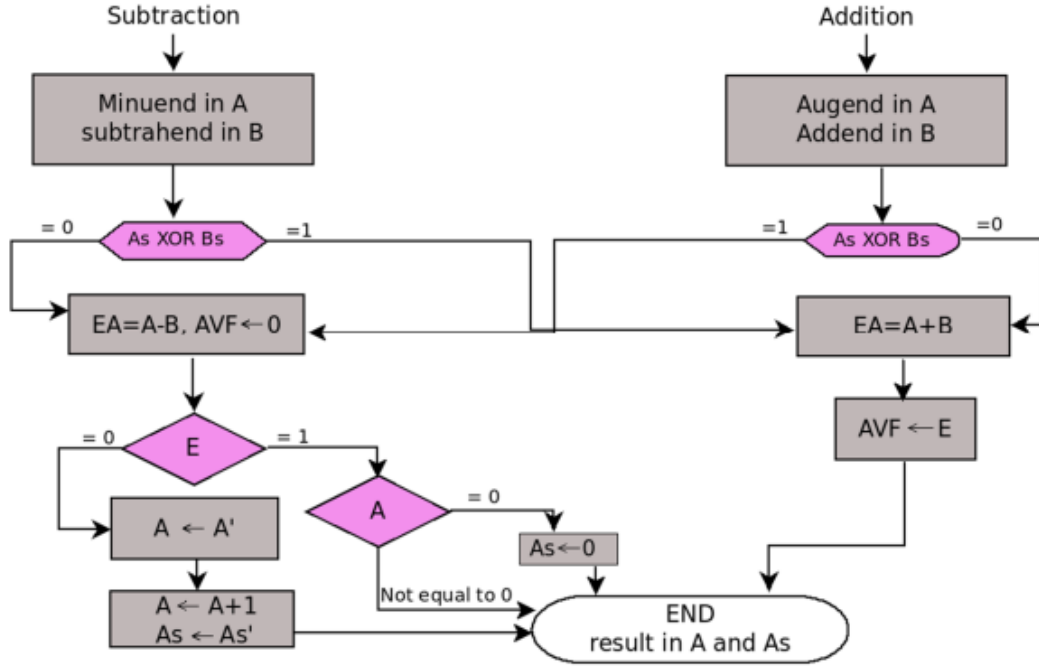 Subtraction
Addition
Minuend in A
subtrahend in B
Augend in A
Addend in B
= 0
As XOR Bs
=1
=1
As XOR Bs
=0
EA=A-B, AVF←0
EA=A+B
= 0
E
= 1
AVF ←E
A ← A'
A
= 0
As←0
Not equal to 0
A ← A+1
As ← As'
END
result in A and As